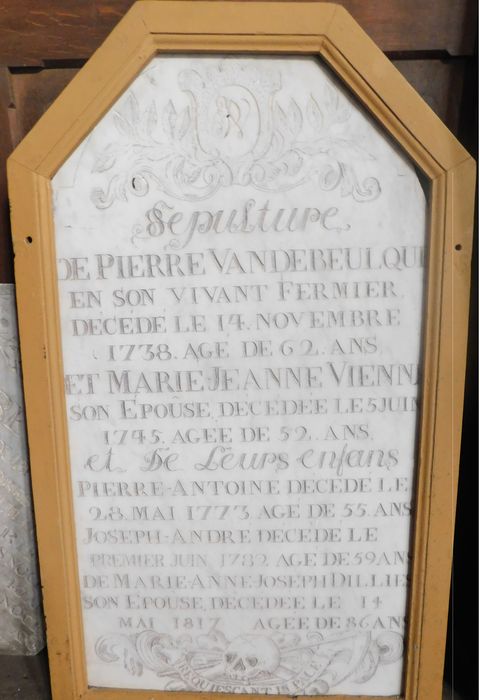 Sepulture
DE PIERRE VANDEBEULQUE
EN SON VIVANT FERMIER.
DECEDE LE 14. NOVEMBRE
1738. AGE DE 62. ANS.
ET MARIE JEANNE VIENNE
SON EPOUSE, DECEDEE LE 5 JUIN
1745. AGEE DE 52. ANS.
et De Leurs enfans
PIERRE-ANTOINE DECEDE LE
28. MAI 1773. AGE DE 55. ANS
JOSEPH-ANDRE DECEDE LE
PREMIER JUIN 1782 AGE DE 59 ANS
DE MARIE-ANNE-JOSEPH DILLIES
SON EPOUSE, DECEDEE LE 14
MAI 1817 AGEE DE 86 ANS
REQUIESCANT IN PACE